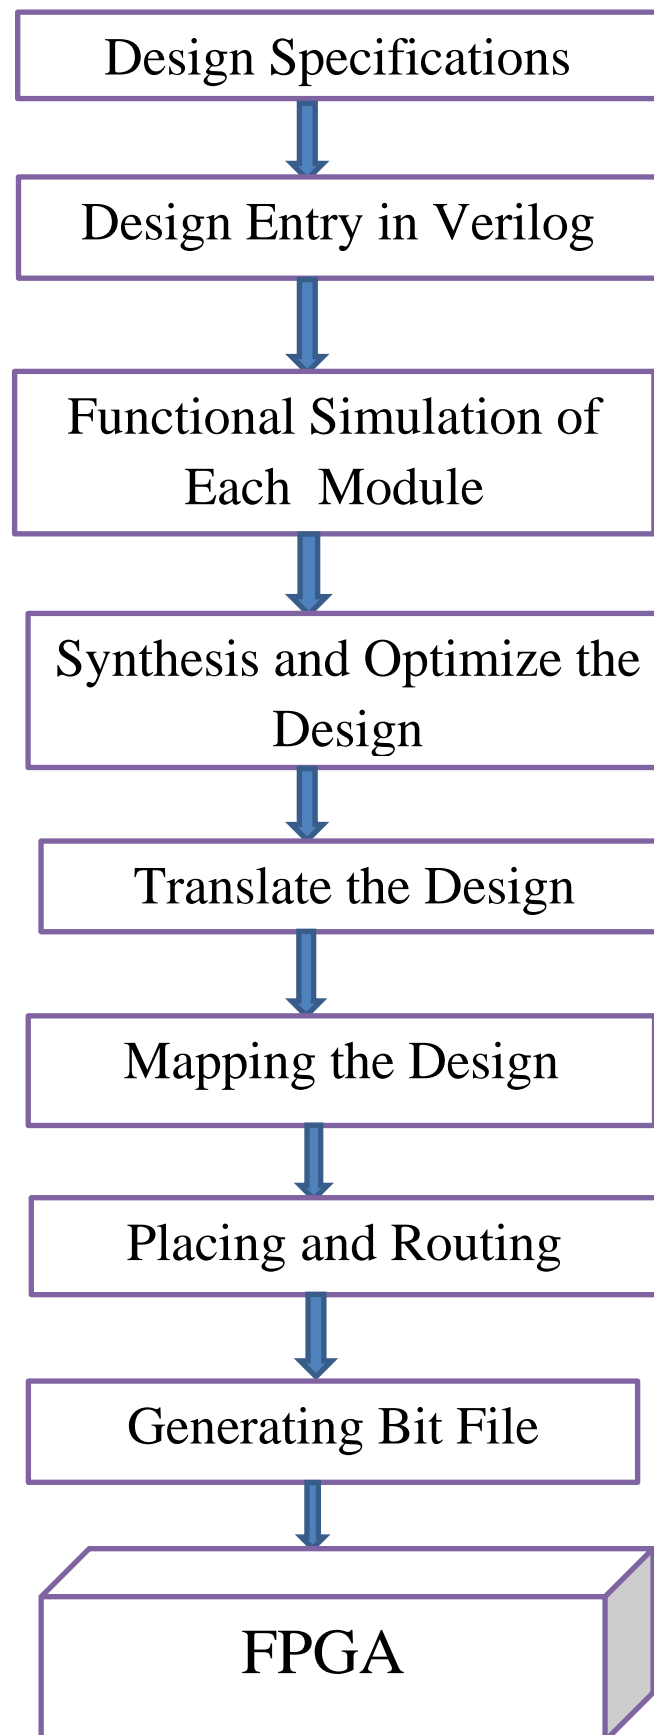 Design Specifications
Design Entry in Verilog
Functional Simulation of
Each  Module
Synthesis and Optimize the
Design
Translate the Design
Mapping the Design
Placing and Routing
Generating Bit File
FPGA